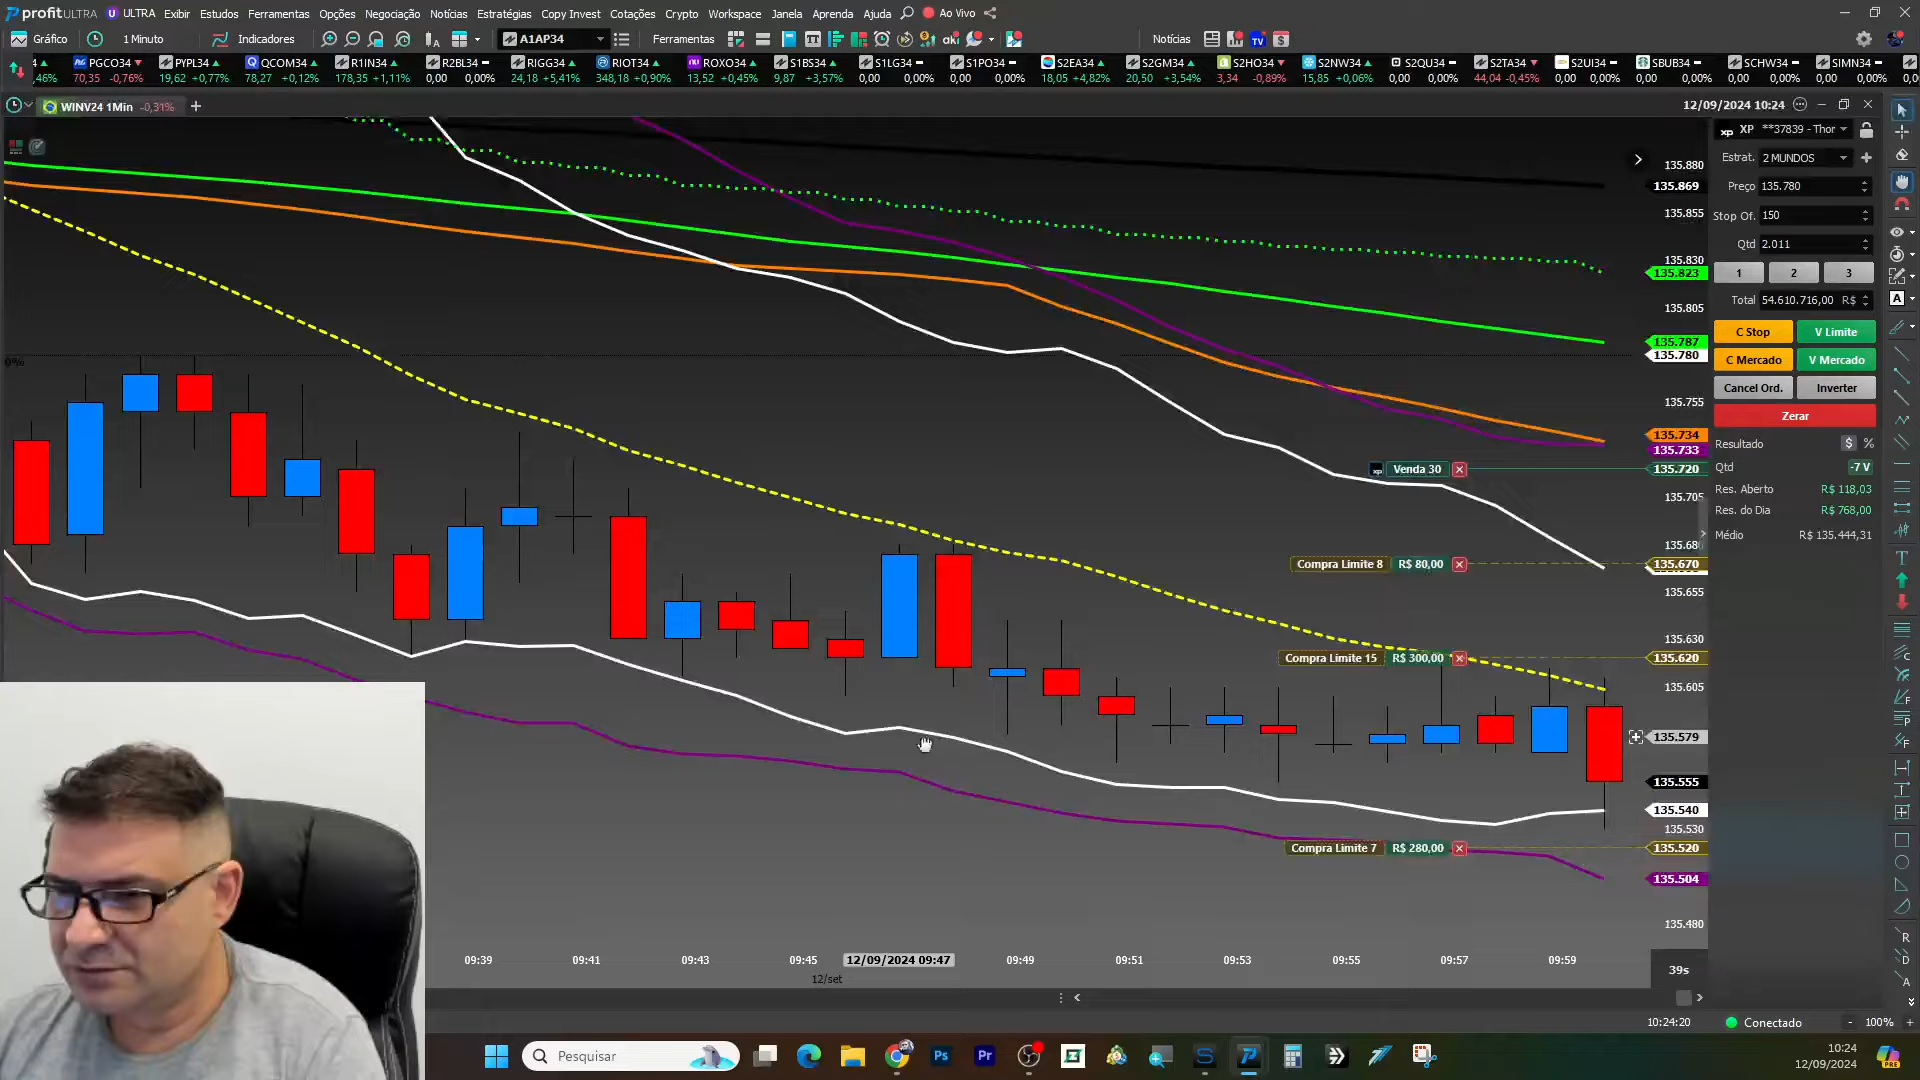 profitULTRA
ULTRA Exibir Estudos Ferramentas Opções Negociação Notícias Estratégias Copy Invest Cotações Crypto Workspace Janela Aprenda Ajuda Ao Vivo
Gráfico 1 Minuto Indicadores A1AP34 Ferramentas Notícias
PGCO34 PYPL34 QCOM34 R1IN34 R2BL34 RIGG34 RIOT34 ROXO34 S1BS34 S1LG34 S1PO34 S2EA34 S2GM34 S2HO34 S2NW34 S2QU34 S2TA34 S2UI34 SBUB34 SCHW34 SIMN34
,46% 70,35 -0,76% 19,62 +0,77% 78,27 +0,12% 178,35 +1,11% 0,00 0,00% 24,18 +5,41% 348,18 +0,90% 13,52 +0,45% 9,87 +3,57% 0,00 0,00% 0,00 0,00% 18,05 +4,82% 20,50 +3,54% 3,34 -0,89% 15,85 +0,06% 0,00 0,00% 44,04 -0,45% 0,00 0,00% 0,00 0,00% 0,00 0,00% 0,00 0,00%
WINV24 1Min -0,31%
12/09/2024 10:24
XP **37839 - Thor
Estrat. 2 MUNDOS
Preço 135.780
Stop Of. 150
Qtd 2.011
1 2 3
Total 54.610.716,00 R$
C Stop V Limite
C Mercado V Mercado
Cancel Ord. Inverter
Zerar
Resultado $ %
Qtd -7 V
Res. Aberto R$ 118,03
Res. do Dia R$ 768,00
Médio R$ 135.444,31
135.880
135.869
135.855
135.830
135.823
135.805
135.787
135.780
135.755
135.734
135.733
Venda 30 135.720
135.705
135.680
Compra Limite 8 R$ 80,00 135.670
135.655
135.630
Compra Limite 15 R$ 300,00 135.620
135.605
135.579
135.555
135.540
135.530
Compra Limite 7 R$ 280,00 135.520
135.504
135.480
0%
09:39 09:41 09:43 09:45 12/09/2024 09:47 09:49 09:51 09:53 09:55 09:57 09:59
12/set
39s
10:24:20 Conectado - 100% +
Pesquisar
10:24
12/09/2024